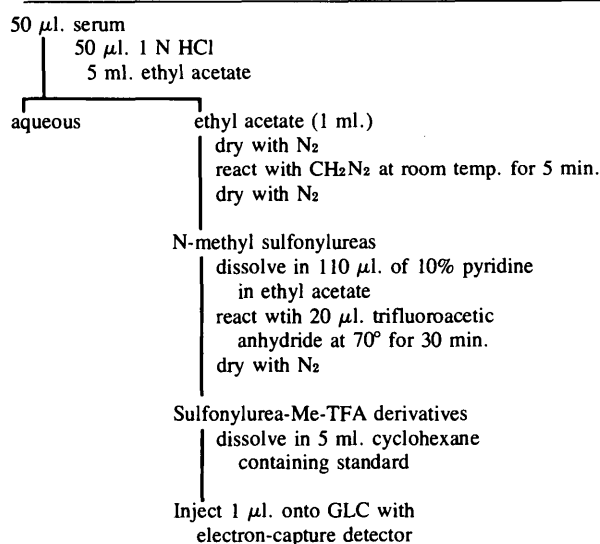 50 μl. serum
50 μl. 1 N HCl
5 ml. ethyl acetate
aqueous
ethyl acetate (1 ml.)
dry with N₂
react with CH₂N₂ at room temp. for 5 min.
dry with N₂
N-methyl sulfonylureas
dissolve in 110 μl. of 10% pyridine
in ethyl acetate
react wtih 20 μl. trifluoroacetic
anhydride at 70° for 30 min.
dry with N₂
Sulfonylurea-Me-TFA derivatives
dissolve in 5 ml. cyclohexane
containing standard
Inject 1 μl. onto GLC with
electron-capture detector